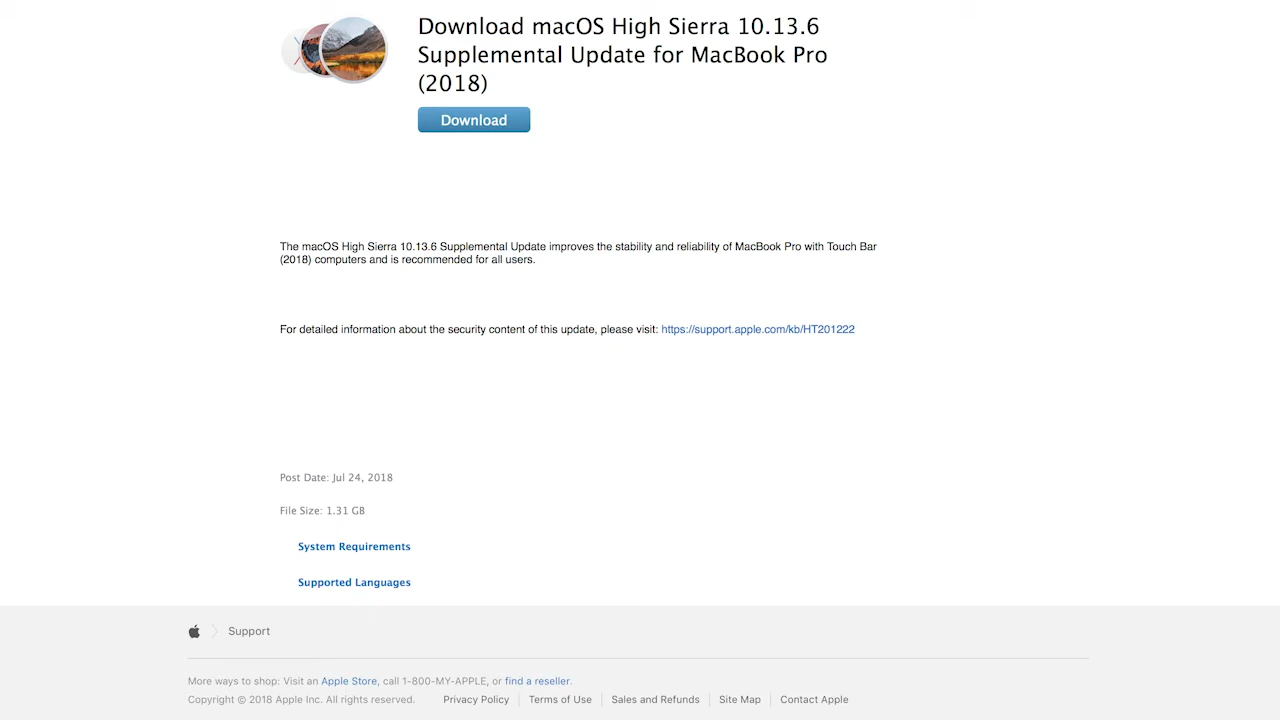 Download macOS High Sierra 10.13.6
Supplemental Update for MacBook Pro
(2018)
Download
The macOS High Sierra 10.13.6 Supplemental Update improves the stability and reliability of MacBook Pro with Touch Bar
(2018) computers and is recommended for all users.
For detailed information about the security content of this update, please visit: https://support.apple.com/kb/HT201222
Post Date: Jul 24, 2018
File Size: 1.31 GB
System Requirements
Supported Languages
Support
More ways to shop: Visit an Apple Store, call 1-800-MY-APPLE, or find a reseller.
Copyright © 2018 Apple Inc. All rights reserved. Privacy Policy Terms of Use Sales and Refunds Site Map Contact Apple